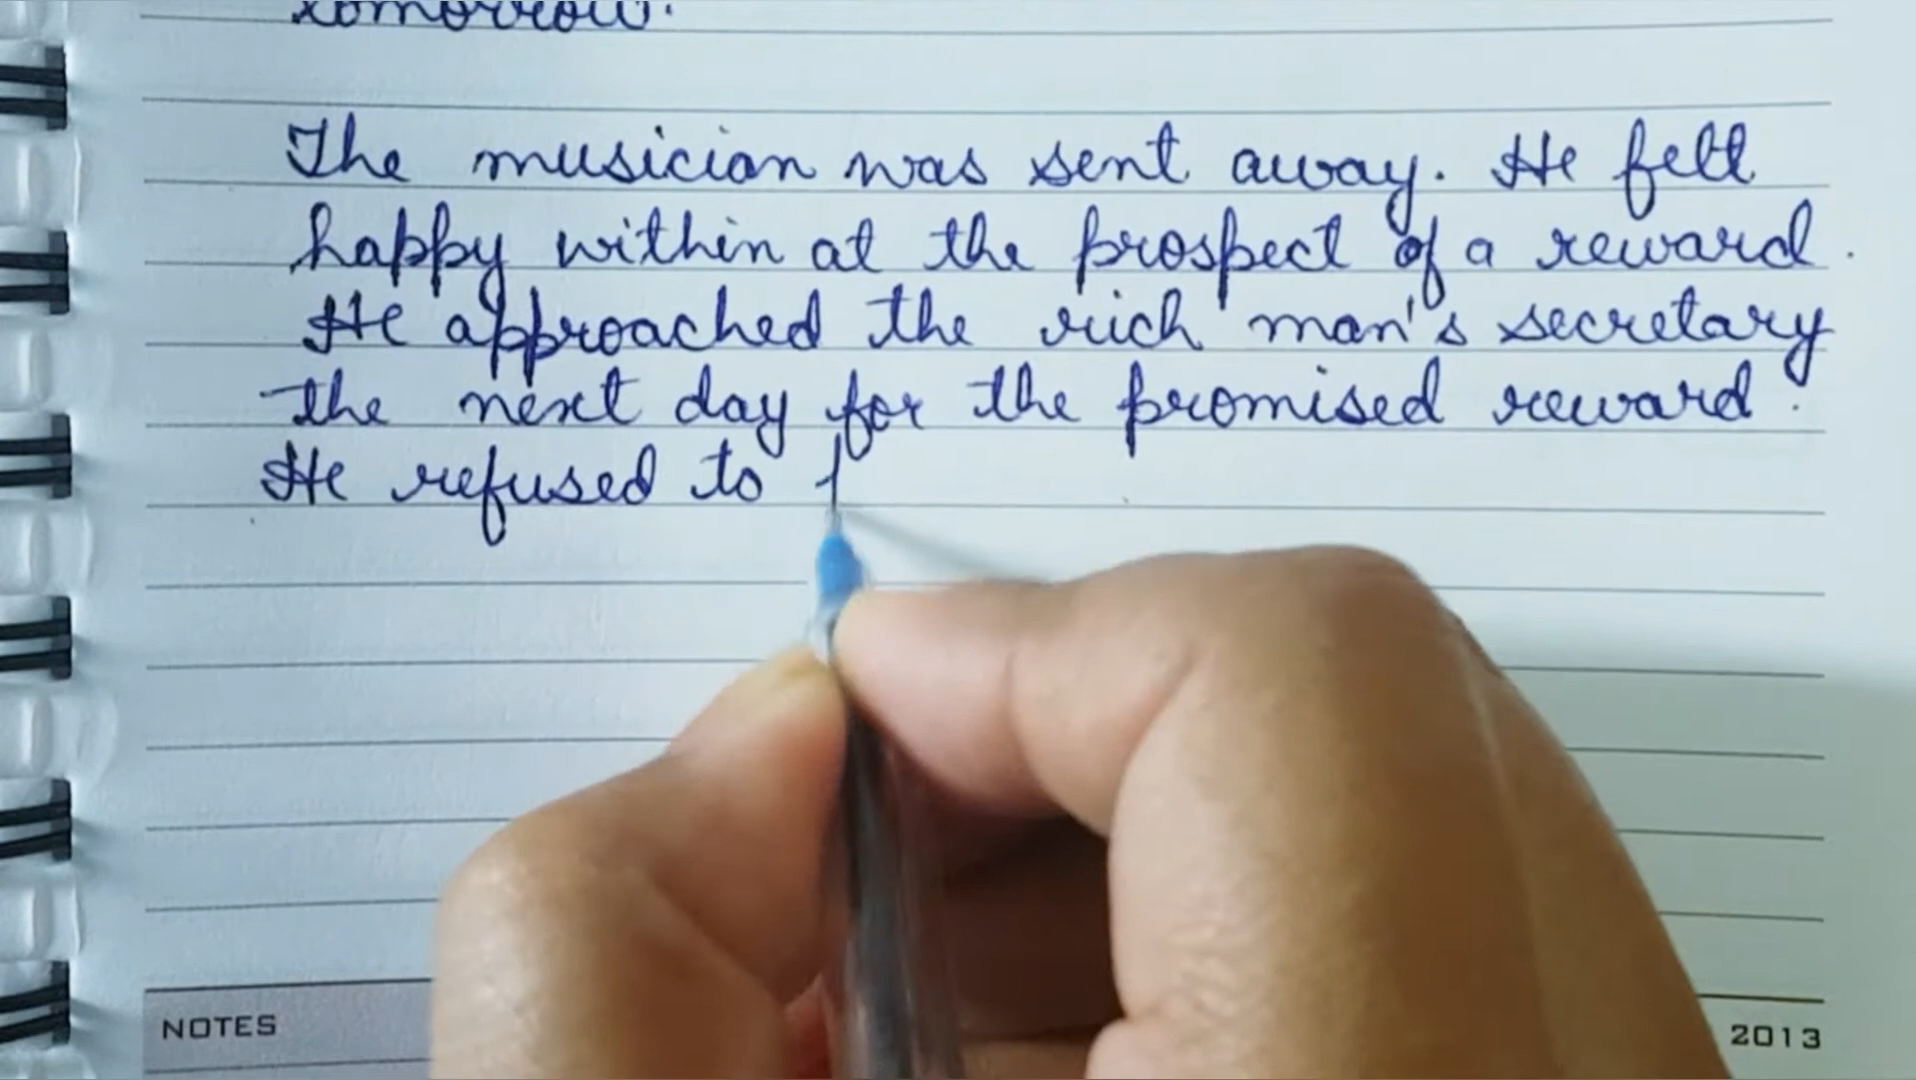 tomorrow.
The musician was sent away. He felt
happy within at the prospect of a reward.
He approached the rich man's secretary
the next day for the promised reward.
He refused to
NOTES
2013